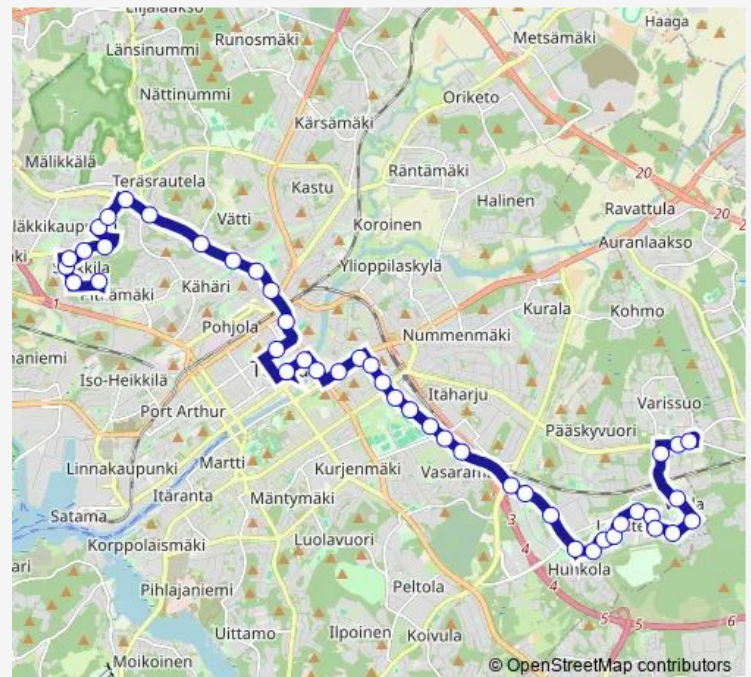 Lentokenttä
Haaga
Runosmäki
Metsämäki
Länsinummi
Nättinummi
Oriketo
Kärsämäki
Mälikkälä
Räntämäki
20
Teräsrautela
Kastu
Halinen
20
Ravattula
Vätti
Koroinen
Auranlaakso
Ylioppilaskylä
1
Kähäri
Kurala
Kohmo
Pohjola
Nummenmäki
Iso-Heikkilä
Itäharju
Varissuo
Port Arthur
Pääskyvuori
Linnakaupunki
Martti
Kurjenmäki
Itäranta
Mäntymäki
Satama
3
Korppolaismäki
Luolavuori
4
Huhkola
Pihlajaniemi
Peltola
5
5
6
Uittamo
Ilpoinen
Koivula
Moikoinen
© OpenStreetMap contributors